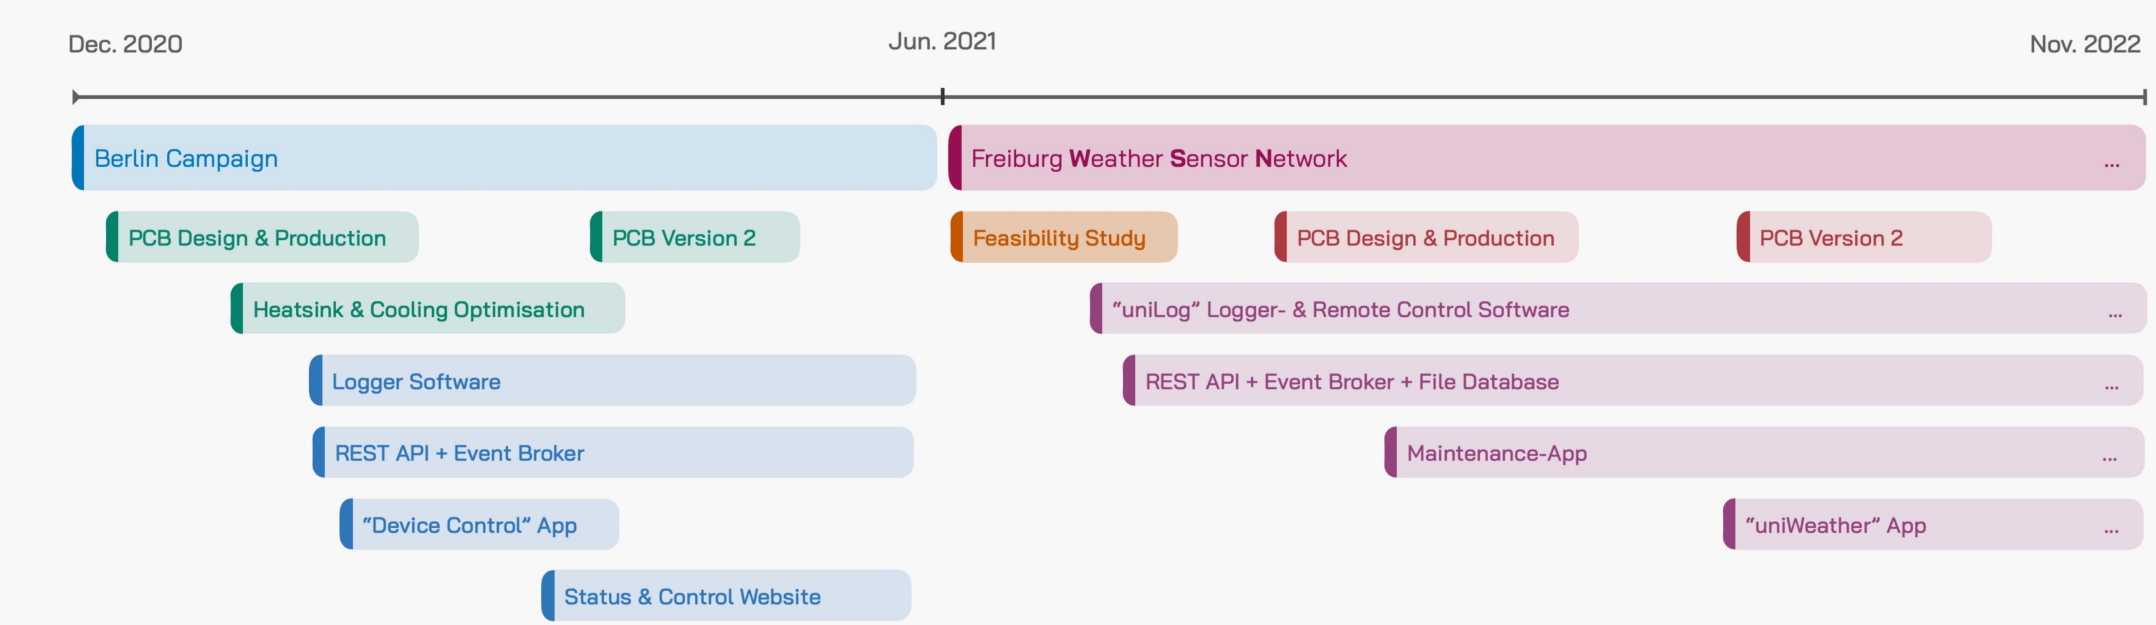 Dec. 2020
Jun. 2021
Nov. 2022
Berlin Campaign
Freiburg Weather Sensor Network
...
PCB Design & Production
PCB Version 2
Feasibility Study
PCB Design & Production
PCB Version 2
Heatsink & Cooling Optimisation
“uniLog” Logger- & Remote Control Software
...
Logger Software
REST API + Event Broker + File Database
...
REST API + Event Broker
Maintenance-App
...
“Device Control” App
“uniWeather” App
...
Status & Control Website